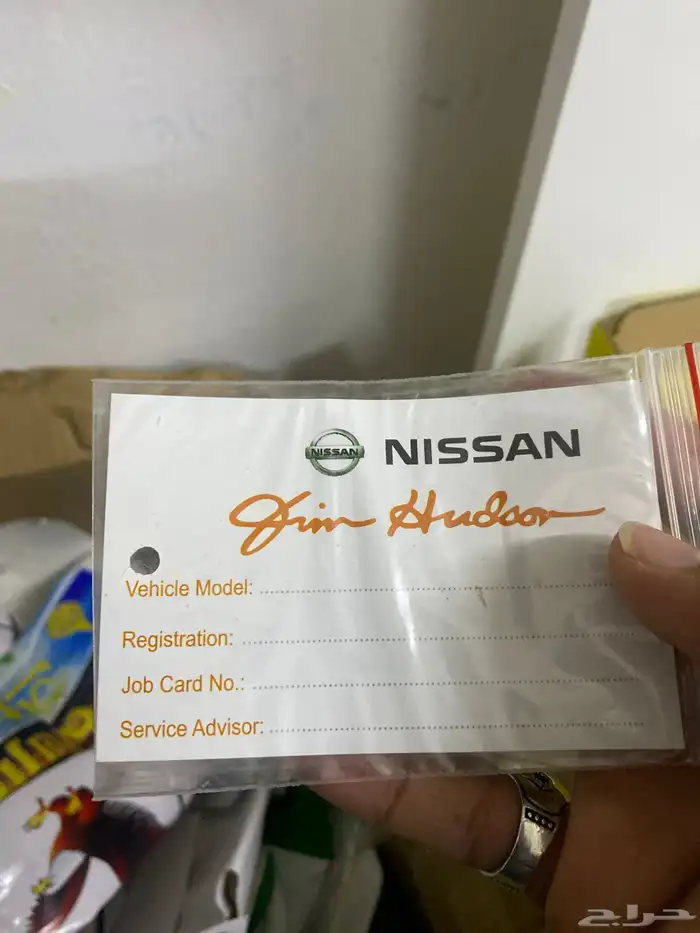 NISSAN NISSAN
Jim Hudson
Vehicle Model: ........................................
Registration: ........................................
Job Card No.: ........................................
Service Advisor: ........................................
حراج